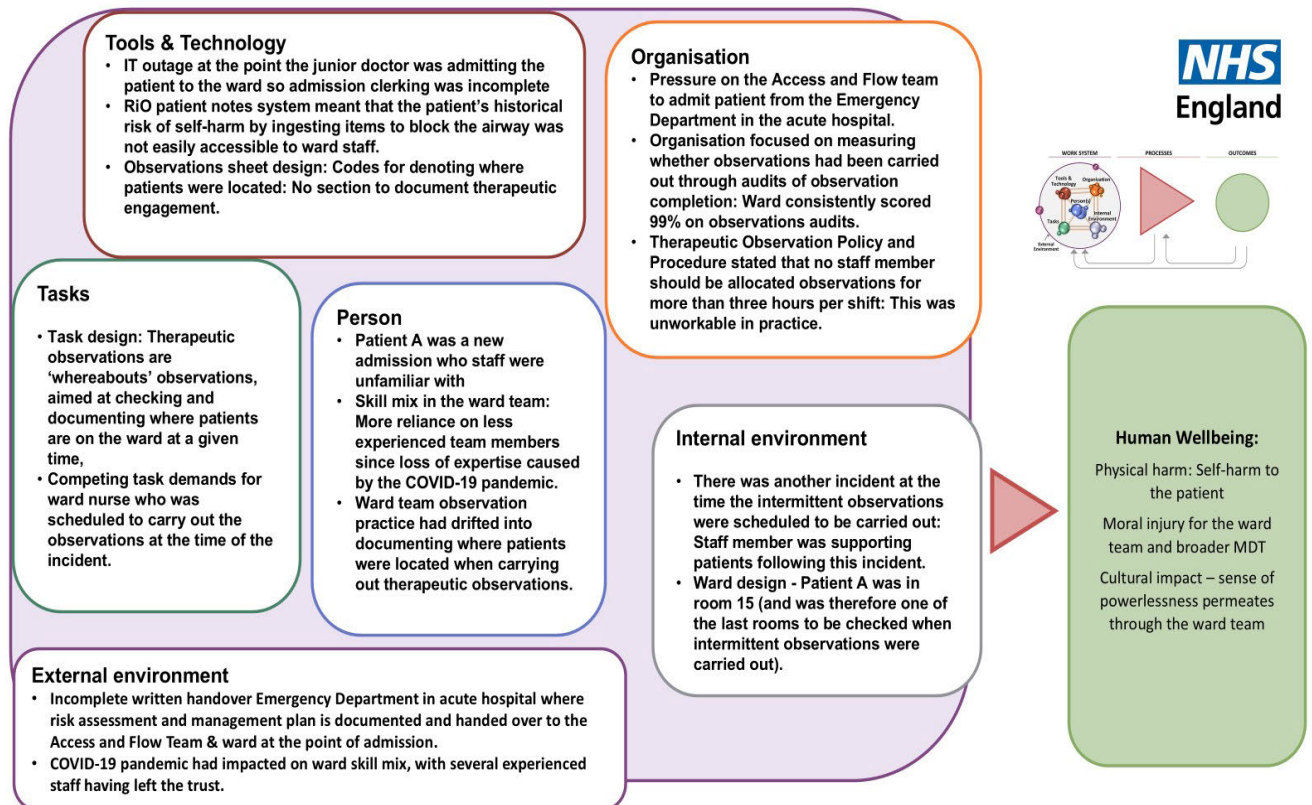 Tools & Technology
• IT outage at the point the junior doctor was admitting the
patient to the ward so admission clerking was incomplete
• RiO patient notes system meant that the patient's historical
risk of self-harm by ingesting items to block the airway was
not easily accessible to ward staff.
• Observations sheet design: Codes for denoting where
patients were located: No section to document therapeutic
engagement.
Organisation
• Pressure on the Access and Flow team
to admit patient from the Emergency
Department in the acute hospital.
• Organisation focused on measuring
whether observations had been carried
out through audits of observation
completion: Ward consistently scored
99% on observations audits.
• Therapeutic Observation Policy and
Procedure stated that no staff member
should be allocated observations for
more than three hours per shift: This was
unworkable in practice.
NHS
England
WORK SYSTEM
PROCESSES
OUTCOMES
Tools &
Technology
Organisation
Person(s)
Internal
Environment
Tasks
External
Environment
Tasks
• Task design: Therapeutic
observations are
‘whereabouts’ observations,
aimed at checking and
documenting where patients
are on the ward at a given
time,
• Competing task demands for
ward nurse who was
scheduled to carry out the
observations at the time of the
incident.
Person
• Patient A was a new
admission who staff were
unfamiliar with
• Skill mix in the ward team:
More reliance on less
experienced team members
since loss of expertise caused
by the COVID-19 pandemic.
• Ward team observation
practice had drifted into
documenting where patients
were located when carrying
out therapeutic observations.
Internal environment
• There was another incident at the
time the intermittent observations
were scheduled to be carried out:
Staff member was supporting
patients following this incident.
• Ward design - Patient A was in
room 15 (and was therefore one of
the last rooms to be checked when
intermittent observations were
carried out).
Human Wellbeing:
Physical harm: Self-harm to
the patient
Moral injury for the ward
team and broader MDT
Cultural impact – sense of
powerlessness permeates
through the ward team
External environment
• Incomplete written handover Emergency Department in acute hospital where
risk assessment and management plan is documented and handed over to the
Access and Flow Team & ward at the point of admission.
• COVID-19 pandemic had impacted on ward skill mix, with several experienced
staff having left the trust.